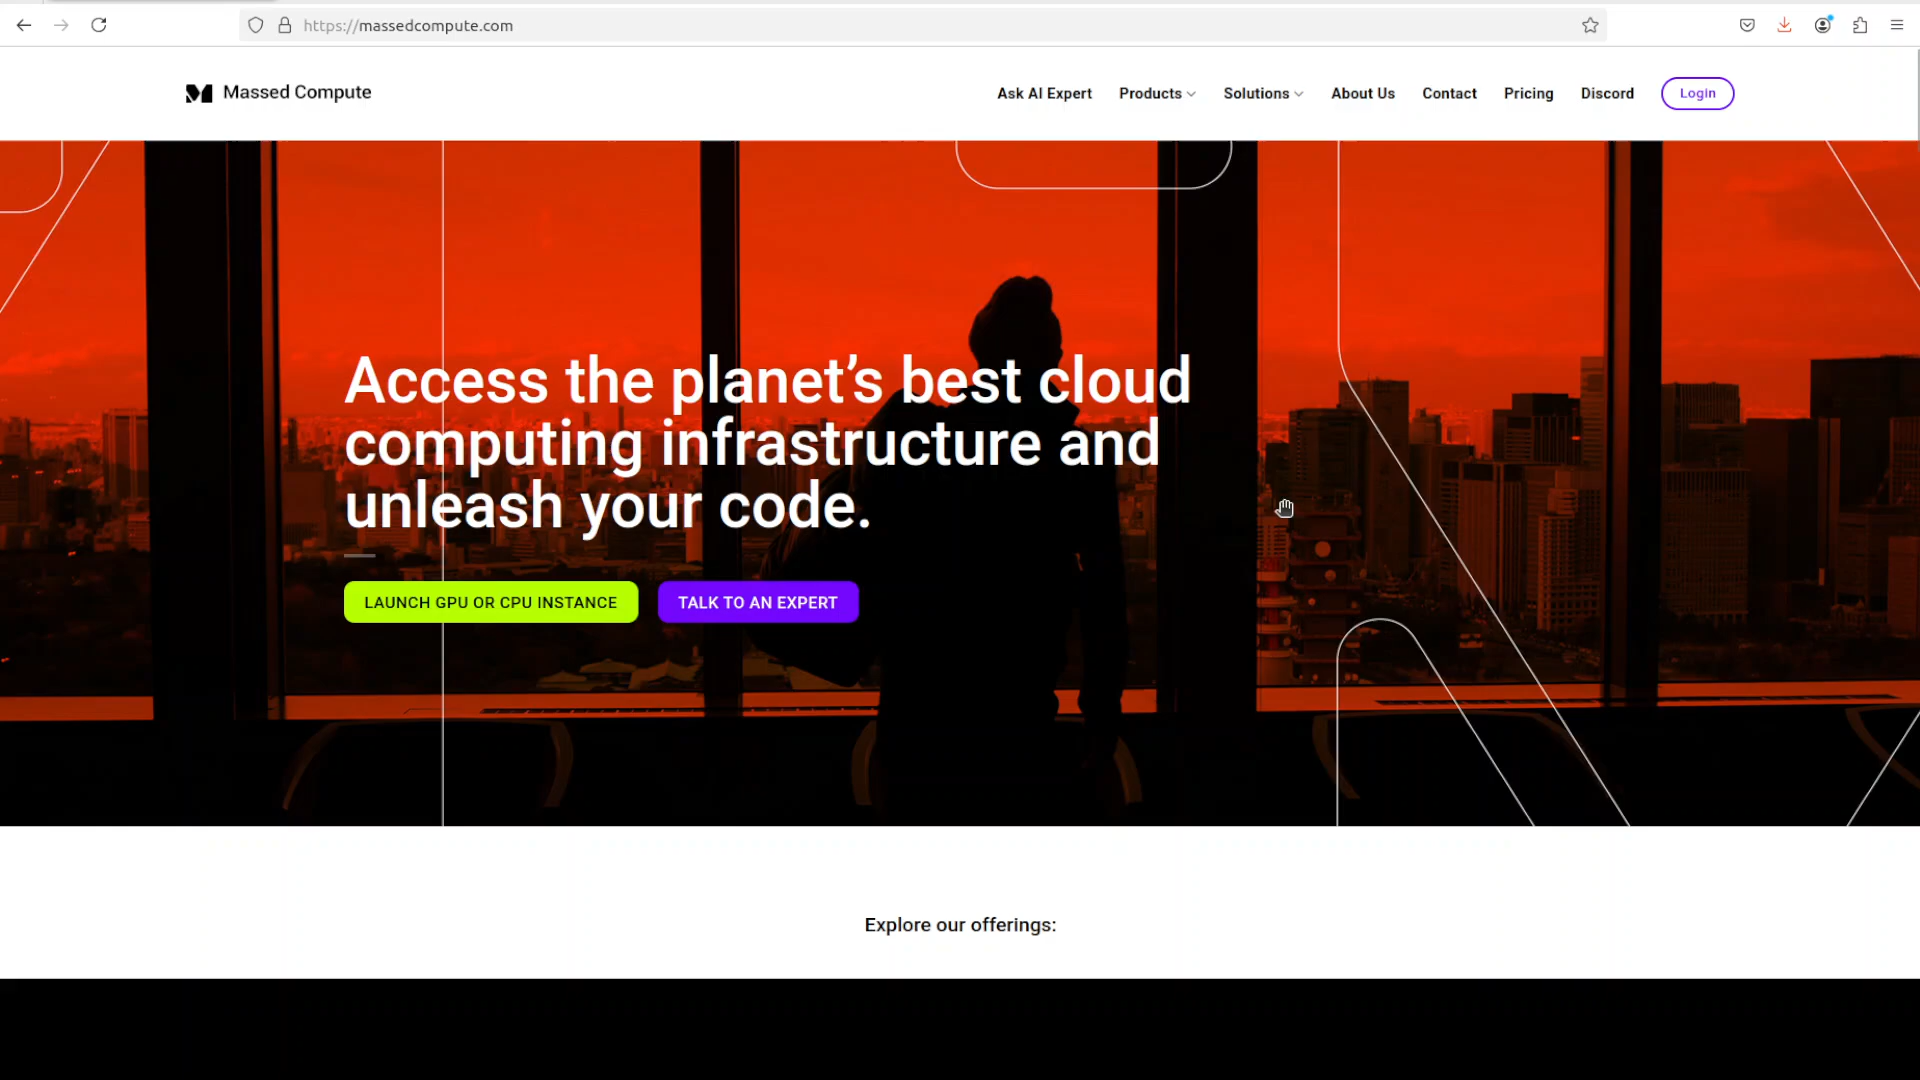 https://massedcompute.com
Massed Compute
Ask AI Expert
Products
Solutions
About Us
Contact
Pricing
Discord
Login
Access the planet’s best cloud
computing infrastructure and
unleash your code.
LAUNCH GPU OR CPU INSTANCE
TALK TO AN EXPERT
Explore our offerings: